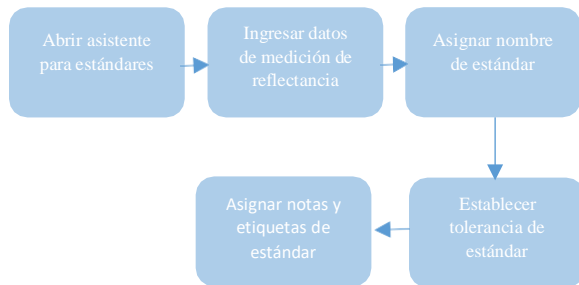 Abrir asistente
para estándares
Ingresar datos
de medición de
reflectancia
Asignar nombre
de estándar
Establecer
tolerancia de
estándar
Asignar notas y
etiquetas de
estándar